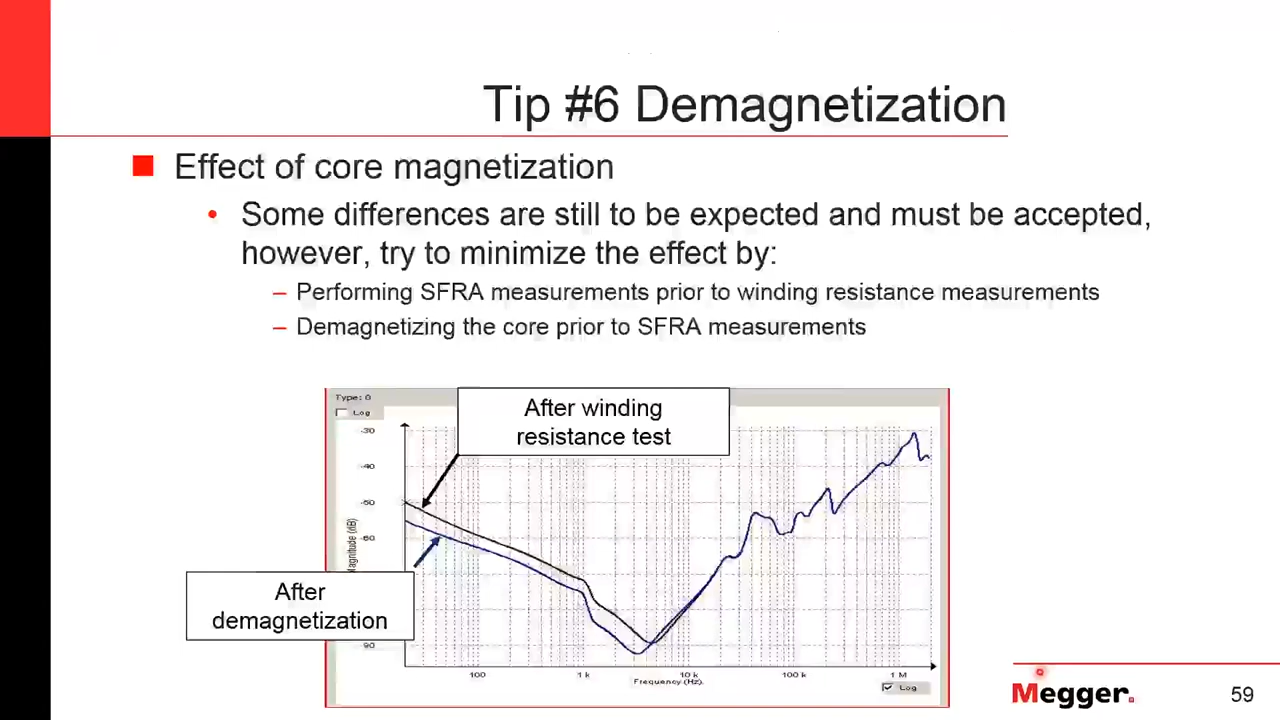 Tip #6 Demagnetization
Effect of core magnetization
Some differences are still to be expected and must be accepted,
however, try to minimize the effect by:
– Performing SFRA measurements prior to winding resistance measurements
– Demagnetizing the core prior to SFRA measurements
Type: 0
Log
After winding
resistance test
-30
-40
-50
-60
Magnitude (dB)
After
demagnetization
-90
100
1 k
10 k
100 k
1 M
Frequency (Hz).
Log
Megger.
59